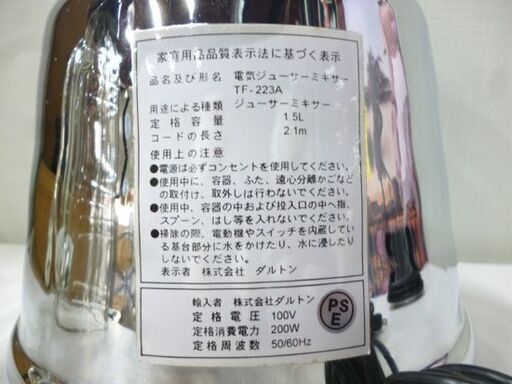 家庭用品品質表示法に基づく表示
品名及び形名 電気ジューサーミキサー
TF-223A
用途による種類 ジューサーミキサー
定格容量 1.5L
コードの長さ 2.1m
使用上の注意
●電源は必ずコンセントを使用してください。
●使用中に、容器、ふた、遠心分離かごなど
の取付け、取外しは行わないでください。
●使用中、容器の中および投入口の中へ指、
スプーン、はし等を入れないでください。
●掃除の際、電動機やスイッチを内蔵して
いる基台部分に水をかけたり、水に浸したり
しないでください。
表示者 株式会社 ダルトン
輸入者 株式会社ダルトン
定格電圧 100V
定格消費電力 200W
定格周波数 50/60Hz
PS
E